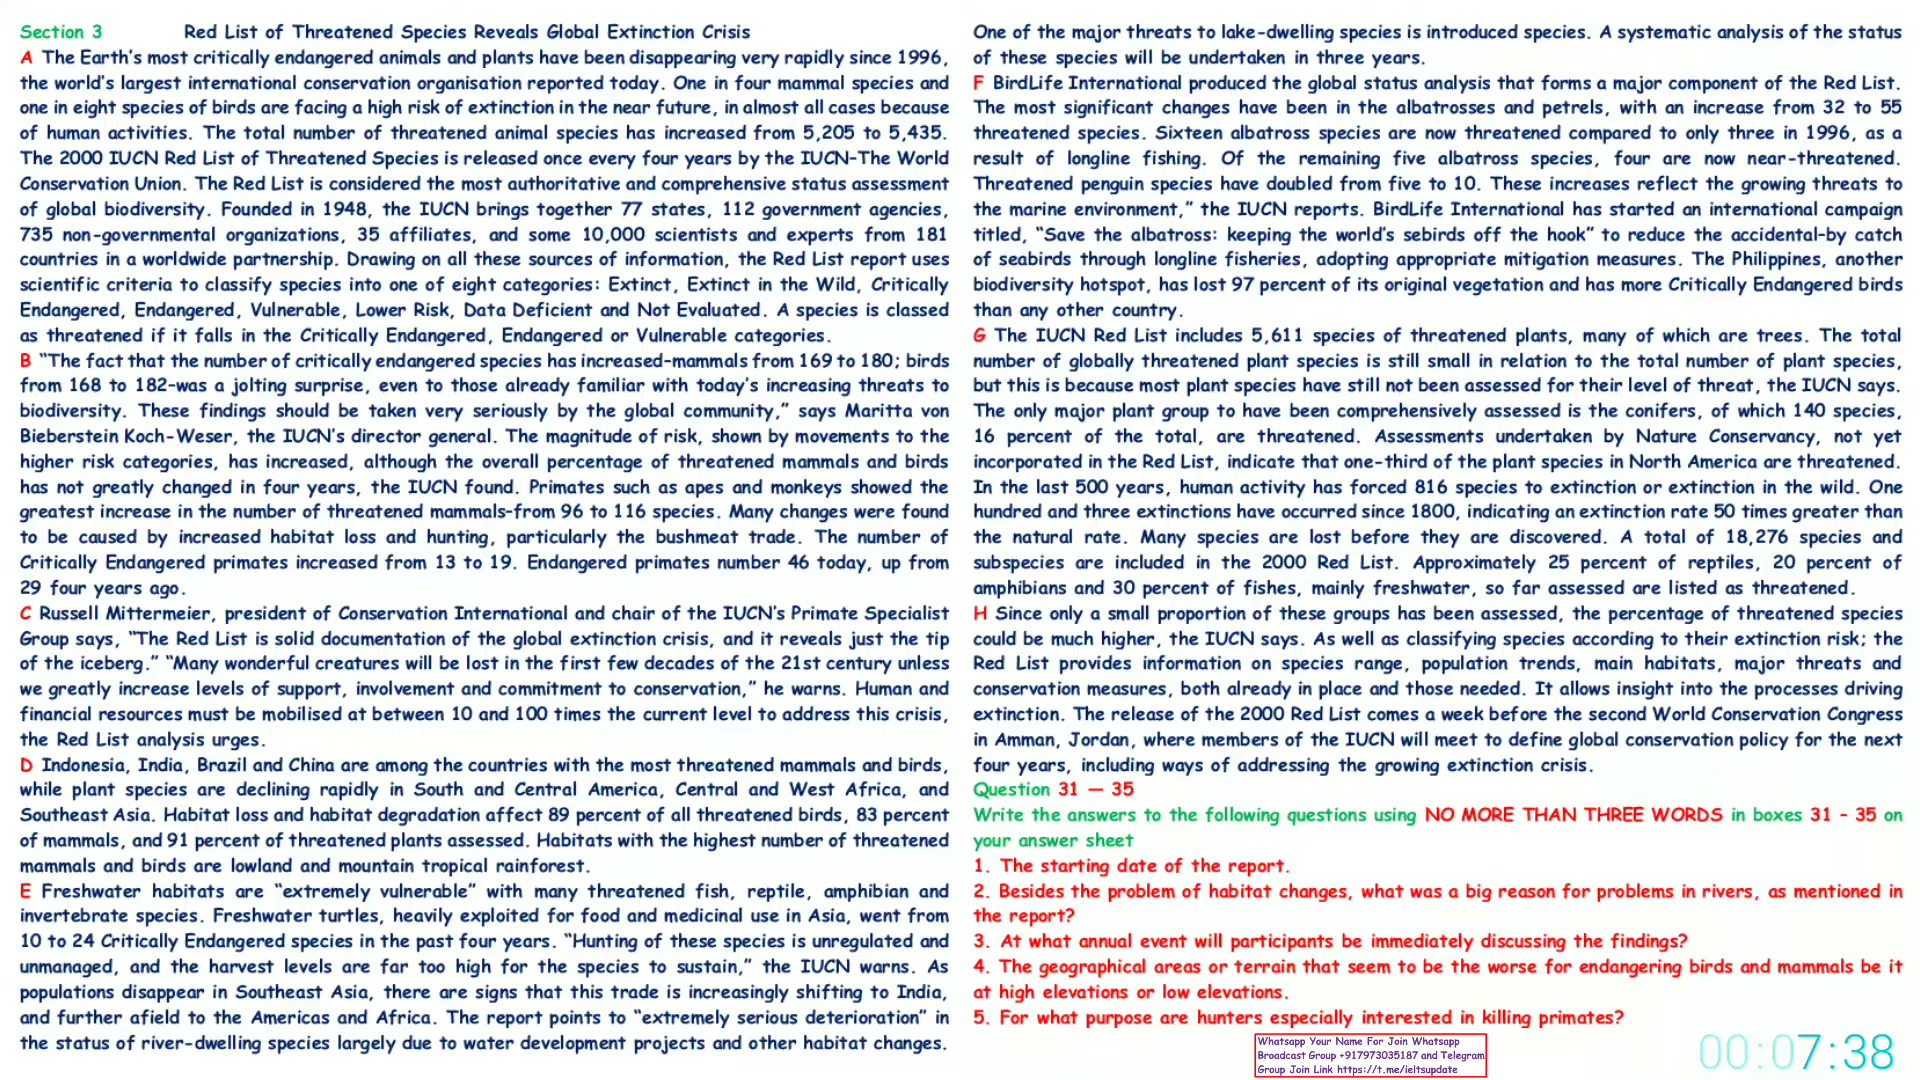 Section 3 Red List of Threatened Species Reveals Global Extinction Crisis
A The Earth's most critically endangered animals and plants have been disappearing very rapidly since 1996,
the world's largest international conservation organisation reported today. One in four mammal species and
one in eight species of birds are facing a high risk of extinction in the near future, in almost all cases because
of human activities. The total number of threatened animal species has increased from 5,205 to 5,435.
The 2000 IUCN Red List of Threatened Species is released once every four years by the IUCN-The World
Conservation Union. The Red List is considered the most authoritative and comprehensive status assessment
of global biodiversity. Founded in 1948, the IUCN brings together 77 states, 112 government agencies,
735 non-governmental organizations, 35 affiliates, and some 10,000 scientists and experts from 181
countries in a worldwide partnership. Drawing on all these sources of information, the Red List report uses
scientific criteria to classify species into one of eight categories: Extinct, Extinct in the Wild, Critically
Endangered, Endangered, Vulnerable, Lower Risk, Data Deficient and Not Evaluated. A species is classed
as threatened if it falls in the Critically Endangered, Endangered or Vulnerable categories.
B "The fact that the number of critically endangered species has increased-mammals from 169 to 180; birds
from 168 to 182-was a jolting surprise, even to those already familiar with today's increasing threats to
biodiversity. These findings should be taken very seriously by the global community," says Maritta von
Bieberstein Koch-Weser, the IUCN's director general. The magnitude of risk, shown by movements to the
higher risk categories, has increased, although the overall percentage of threatened mammals and birds
has not greatly changed in four years, the IUCN found. Primates such as apes and monkeys showed the
greatest increase in the number of threatened mammals-from 96 to 116 species. Many changes were found
to be caused by increased habitat loss and hunting, particularly the bushmeat trade. The number of
Critically Endangered primates increased from 13 to 19. Endangered primates number 46 today, up from
29 four years ago.
C Russell Mittermeier, president of Conservation International and chair of the IUCN's Primate Specialist
Group says, "The Red List is solid documentation of the global extinction crisis, and it reveals just the tip
of the iceberg." "Many wonderful creatures will be lost in the first few decades of the 21st century unless
we greatly increase levels of support, involvement and commitment to conservation," he warns. Human and
financial resources must be mobilised at between 10 and 100 times the current level to address this crisis,
the Red List analysis urges.
D Indonesia, India, Brazil and China are among the countries with the most threatened mammals and birds,
while plant species are declining rapidly in South and Central America, Central and West Africa, and
Southeast Asia. Habitat loss and habitat degradation affect 89 percent of all threatened birds, 83 percent
of mammals, and 91 percent of threatened plants assessed. Habitats with the highest number of threatened
mammals and birds are lowland and mountain tropical rainforest.
E Freshwater habitats are "extremely vulnerable" with many threatened fish, reptile, amphibian and
invertebrate species. Freshwater turtles, heavily exploited for food and medicinal use in Asia, went from
10 to 24 Critically Endangered species in the past four years. "Hunting of these species is unregulated and
unmanaged, and the harvest levels are far too high for the species to sustain," the IUCN warns. As
populations disappear in Southeast Asia, there are signs that this trade is increasingly shifting to India,
and further afield to the Americas and Africa. The report points to "extremely serious deterioration" in
the status of river-dwelling species largely due to water development projects and other habitat changes.
One of the major threats to lake-dwelling species is introduced species. A systematic analysis of the status
of these species will be undertaken in three years.
F BirdLife International produced the global status analysis that forms a major component of the Red List.
The most significant changes have been in the albatrosses and petrels, with an increase from 32 to 55
threatened species. Sixteen albatross species are now threatened compared to only three in 1996, as a
result of longline fishing. Of the remaining five albatross species, four are now near-threatened.
Threatened penguin species have doubled from five to 10. These increases reflect the growing threats to
the marine environment," the IUCN reports. BirdLife International has started an international campaign
titled, "Save the albatross: keeping the world's sebirds off the hook" to reduce the accidental-by catch
of seabirds through longline fisheries, adopting appropriate mitigation measures. The Philippines, another
biodiversity hotspot, has lost 97 percent of its original vegetation and has more Critically Endangered birds
than any other country.
G The IUCN Red List includes 5,611 species of threatened plants, many of which are trees. The total
number of globally threatened plant species is still small in relation to the total number of plant species,
but this is because most plant species have still not been assessed for their level of threat, the IUCN says.
The only major plant group to have been comprehensively assessed is the conifers, of which 140 species,
16 percent of the total, are threatened. Assessments undertaken by Nature Conservancy, not yet
incorporated in the Red List, indicate that one-third of the plant species in North America are threatened.
In the last 500 years, human activity has forced 816 species to extinction or extinction in the wild. One
hundred and three extinctions have occurred since 1800, indicating an extinction rate 50 times greater than
the natural rate. Many species are lost before they are discovered. A total of 18,276 species and
subspecies are included in the 2000 Red List. Approximately 25 percent of reptiles, 20 percent of
amphibians and 30 percent of fishes, mainly freshwater, so far assessed are listed as threatened.
H Since only a small proportion of these groups has been assessed, the percentage of threatened species
could be much higher, the IUCN says. As well as classifying species according to their extinction risk; the
Red List provides information on species range, population trends, main habitats, major threats and
conservation measures, both already in place and those needed. It allows insight into the processes driving
extinction. The release of the 2000 Red List comes a week before the second World Conservation Congress
in Amman, Jordan, where members of the IUCN will meet to define global conservation policy for the next
four years, including ways of addressing the growing extinction crisis.
Question 31 — 35
Write the answers to the following questions using NO MORE THAN THREE WORDS in boxes 31 - 35 on
your answer sheet
1. The starting date of the report.
2. Besides the problem of habitat changes, what was a big reason for problems in rivers, as mentioned in
the report?
3. At what annual event will participants be immediately discussing the findings?
4. The geographical areas or terrain that seem to be the worse for endangering birds and mammals be it
at high elevations or low elevations.
5. For what purpose are hunters especially interested in killing primates?
Whatsapp Your Name For Join Whatsapp
Broadcast Group +917973035187 and Telegram
Group Join Link https://t.me/ieltsupdate
00:07:38